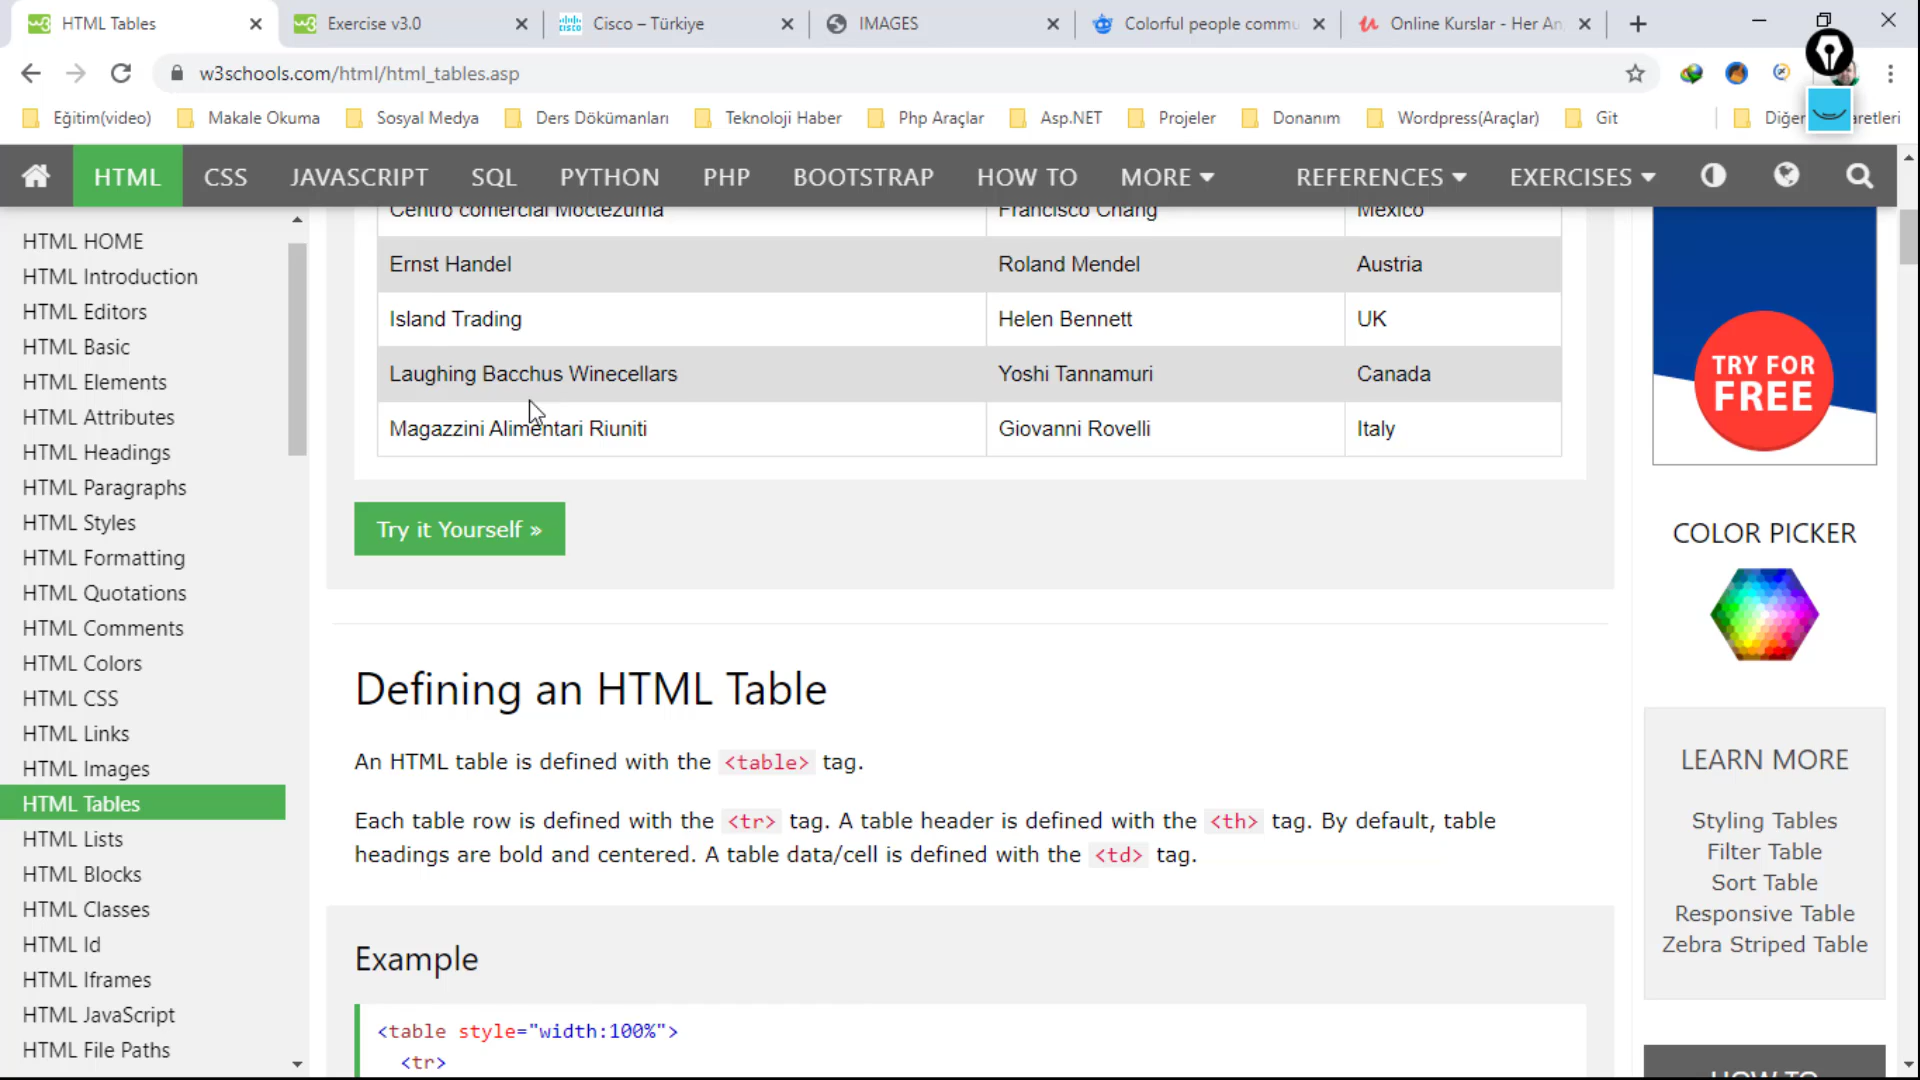 HTML Tables
Exercise v3.0
Cisco – Türkiye
IMAGES
Colorful people commu
Online Kurslar - Her An
w3schools.com/html/html_tables.asp
Eğitim(video)
Makale Okuma
Sosyal Medya
Ders Dökümanları
Teknoloji Haber
Php Araçlar
Asp.NET
Projeler
Donanım
Wordpress(Araçlar)
Git
HTML
CSS
JAVASCRIPT
SQL
PYTHON
PHP
BOOTSTRAP
HOW TO
MORE
REFERENCES
EXERCISES
HTML HOME
HTML Introduction
HTML Editors
HTML Basic
HTML Elements
HTML Attributes
HTML Headings
HTML Paragraphs
HTML Styles
HTML Formatting
HTML Quotations
HTML Comments
HTML Colors
HTML CSS
HTML Links
HTML Images
HTML Tables
HTML Lists
HTML Blocks
HTML Classes
HTML Id
HTML Iframes
HTML JavaScript
HTML File Paths
Centro comercial Moctezuma Francisco Chang Mexico
Ernst Handel Roland Mendel Austria
Island Trading Helen Bennett UK
Laughing Bacchus Winecellars Yoshi Tannamuri Canada
Magazzini Alimentari Riuniti Giovanni Rovelli Italy
Try it Yourself »
Defining an HTML Table
An HTML table is defined with the <table> tag.
Each table row is defined with the <tr> tag. A table header is defined with the <th> tag. By default, table
headings are bold and centered. A table data/cell is defined with the <td> tag.
Example
<table style="width:100%">
<tr>
TRY FOR
FREE
COLOR PICKER
LEARN MORE
Styling Tables
Filter Table
Sort Table
Responsive Table
Zebra Striped Table
HOW TO